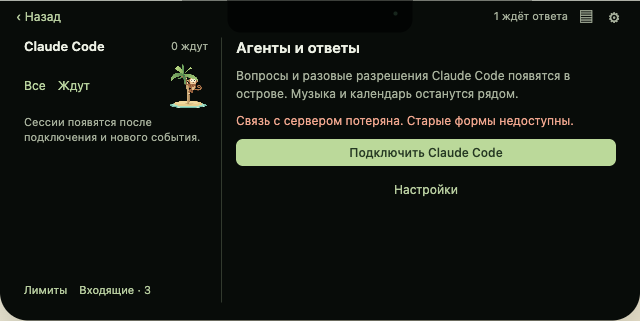 ‹ Назад
1 ждёт ответа
Claude Code
0 ждут
Все Ждут
Сессии появятся после
подключения и нового события.
Лимиты Входящие · 3
Агенты и ответы
Вопросы и разовые разрешения Claude Code появятся в
острове. Музыка и календарь останутся рядом.
Связь с сервером потеряна. Старые формы недоступны.
Подключить Claude Code
Настройки